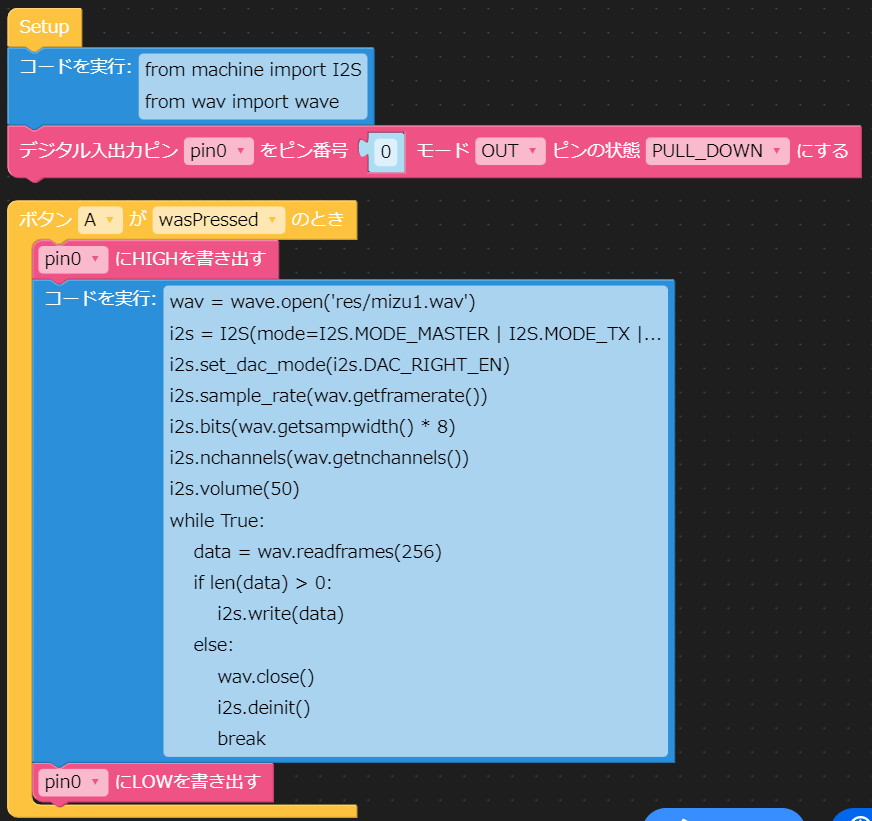 Setup
コードを実行: from machine import I2S
from wav import wave
デジタル入出力ピン pin0 をピン番号 0 モード OUT ピンの状態 PULL_DOWN にする
ボタン A が wasPressed のとき
pin0 にHIGHを書き出す
コードを実行: wav = wave.open('res/mizu1.wav')
i2s = I2S(mode=I2S.MODE_MASTER | I2S.MODE_TX |...
i2s.set_dac_mode(i2s.DAC_RIGHT_EN)
i2s.sample_rate(wav.getframerate())
i2s.bits(wav.getsampwidth() * 8)
i2s.nchannels(wav.getnchannels())
i2s.volume(50)
while True:
data = wav.readframes(256)
if len(data) > 0:
i2s.write(data)
else:
wav.close()
i2s.deinit()
break
pin0 にLOWを書き出す